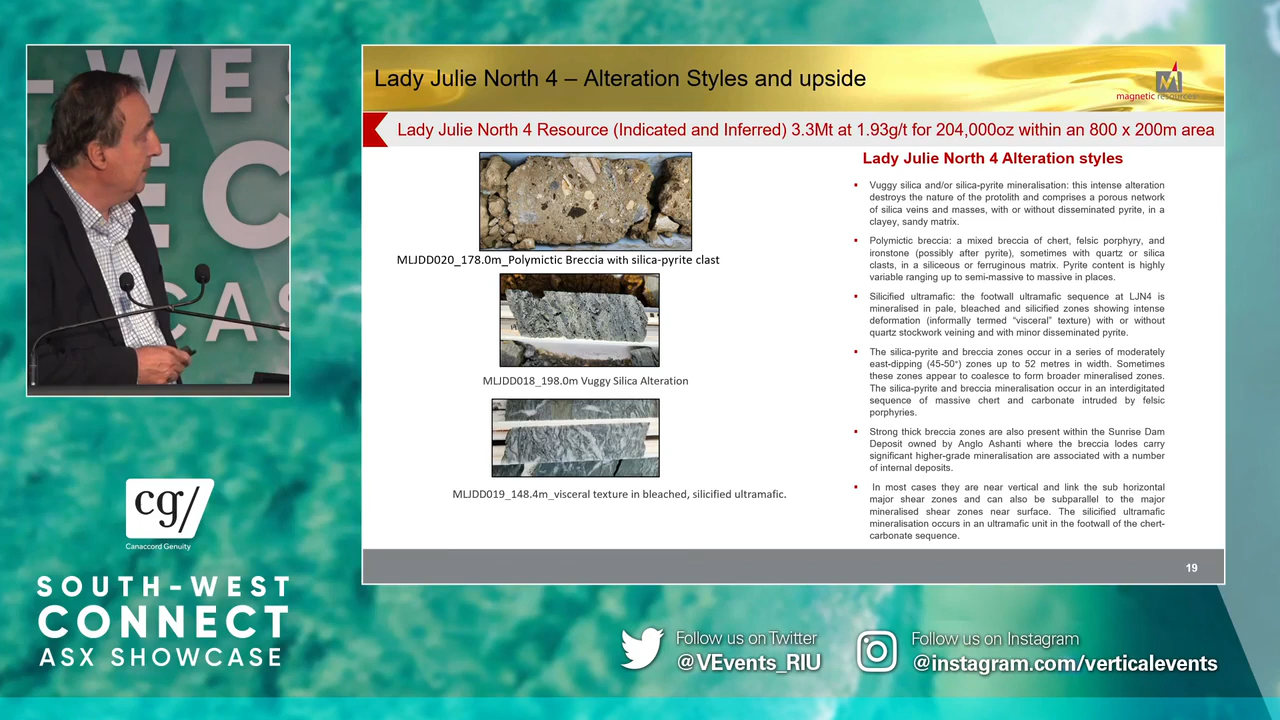 - WES
EC
CAS
cg/
Canaccord Genuity
SOUTH-WEST
CONNECT
ASX SHOWCASE
Lady Julie North 4 – Alteration Styles and upside
M
magnetic resources
Lady Julie North 4 Resource (Indicated and Inferred) 3.3Mt at 1.93g/t for 204,000oz within an 800 x 200m area
MLJDD020_178.0m_Polymictic Breccia with silica-pyrite clast
MLJDD018_198.0m Vuggy Silica Alteration
MLJDD019_148.4m_visceral texture in bleached, silicified ultramafic.
Lady Julie North 4 Alteration styles
▪ Vuggy silica and/or silica-pyrite mineralisation: this intense alteration
destroys the nature of the protolith and comprises a porous network
of silica veins and masses, with or without disseminated pyrite, in a
clayey, sandy matrix.
▪ Polymictic breccia: a mixed breccia of chert, felsic porphyry, and
ironstone (possibly after pyrite), sometimes with quartz or silica
clasts, in a siliceous or ferruginous matrix. Pyrite content is highly
variable ranging up to semi-massive to massive in places.
▪ Silicified ultramafic: the footwall ultramafic sequence at LJN4 is
mineralised in pale, bleached and silicified zones showing intense
deformation (informally termed “visceral” texture) with or without
quartz stockwork veining and with minor disseminated pyrite.
▪ The silica-pyrite and breccia zones occur in a series of moderately
east-dipping (45-50°) zones up to 52 metres in width. Sometimes
these zones appear to coalesce to form broader mineralised zones.
The silica-pyrite and breccia mineralisation occur in an interdigitated
sequence of massive chert and carbonate intruded by felsic
porphyries.
▪ Strong thick breccia zones are also present within the Sunrise Dam
Deposit owned by Anglo Ashanti where the breccia lodes carry
significant higher-grade mineralisation are associated with a number
of internal deposits.
▪ In most cases they are near vertical and link the sub horizontal
major shear zones and can also be subparallel to the major
mineralised shear zones near surface. The silicified ultramafic
mineralisation occurs in an ultramafic unit in the footwall of the chert-
carbonate sequence.
19
Follow us on Twitter
@VEvents_RIU
Follow us on Instagram
@instagram.com/verticalevents